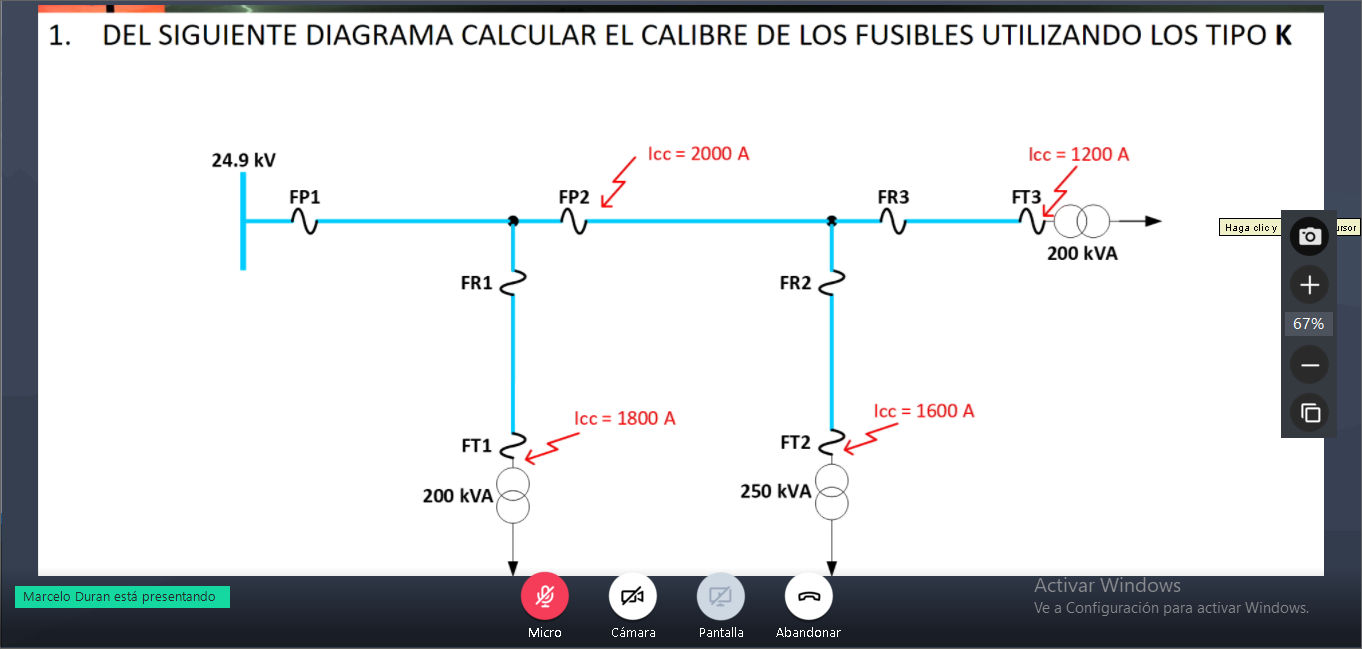 1. DEL SIGUIENTE DIAGRAMA CALCULAR EL CALIBRE DE LOS FUSIBLES UTILIZANDO LOS TIPO K
24.9 kV
Icc = 2000 A
Icc = 1200 A
FP1
FP2
FR3
FT3
Haga clic y
ursor
200 kVA
FR1
FR2
67%
Icc = 1800 A
Icc = 1600 A
FT1
FT2
200 kVA
250 kVA
Marcelo Duran está presentando
Activar Windows
Ve a Configuración para activar Windows.
Micro
Cámara
Pantalla
Abandonar